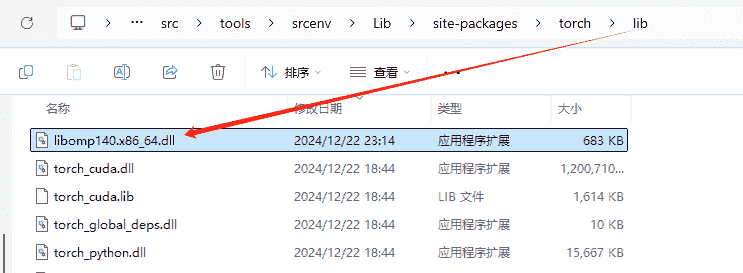 … src > tools > srcenv > Lib > site-packages > torch > lib
排序 查看 …
名称 修改日期 类型 大小
libomp140.x86_64.dll 2024/12/22 23:14 应用程序扩展 683 KB
torch_cuda.dll 2024/12/22 18:44 应用程序扩展 1,200,710...
torch_cuda.lib 2024/12/22 18:44 LIB 文件 1,614 KB
torch_global_deps.dll 2024/12/22 18:44 应用程序扩展 10 KB
torch_python.dll 2024/12/22 18:44 应用程序扩展 15,667 KB